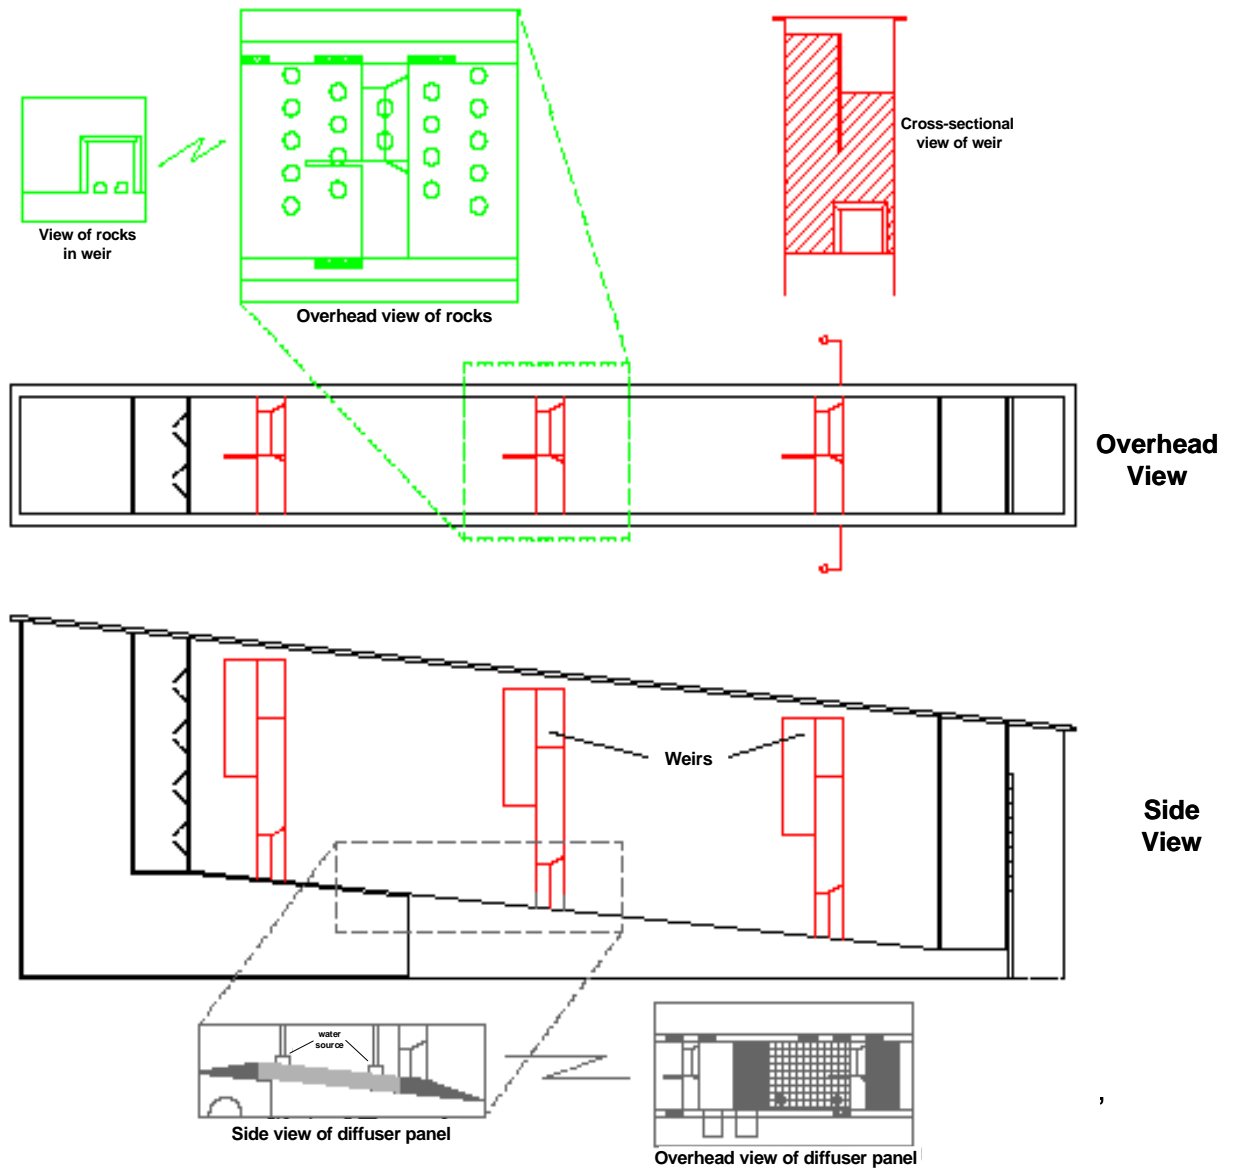 Cross-sectional
view of weir
View of rocks
in weir
Overhead view of rocks
Overhead
View
Weirs
Side
View
water
source
Side view of diffuser panel
,
Overhead view of diffuser panel